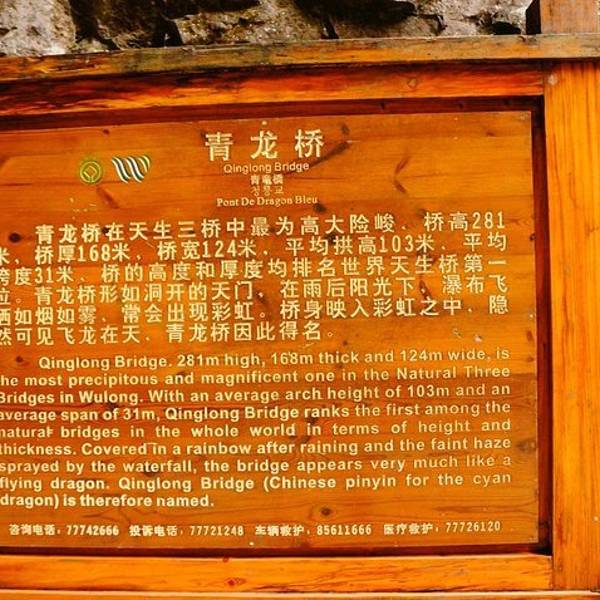 青龙桥
Qinglong Bridge
青竜橋
청룡교
Pont De Dragon Bleu
青龙桥在天生三桥中最为高大险峻、桥高281
米，桥厚168米、桥宽124米、平均拱高103米、平均
跨度31米、桥的高度和厚度均排名世界天生桥第一
位。青龙桥形如洞开的天门、在雨后阳光下、瀑布飞
洒如烟如雾、常会出现彩虹。桥身映入彩虹之中、隐
然可见飞龙在天、青龙桥因此得名。
Qinglong Bridge. 281m high, 168m thick and 124m wide, is
he most precipitous and magnificent one in the Natural Three
Bridges in Wulong. With an average arch height of 103m and an
average span of 31m, Qinglong Bridge ranks the first among the
natural bridges in the whole world in terms of height and
thickness. Covered in a rainbow after raining and the faint haze
sprayed by the waterfall, the bridge appears very much like a
flying dragon. Qinglong Bridge (Chinese pinyin for the cyan
dragon) is therefore named.
咨询电话：77742666 投诉电话：77721248 车辆救护：85611666 医疗救护：77726120